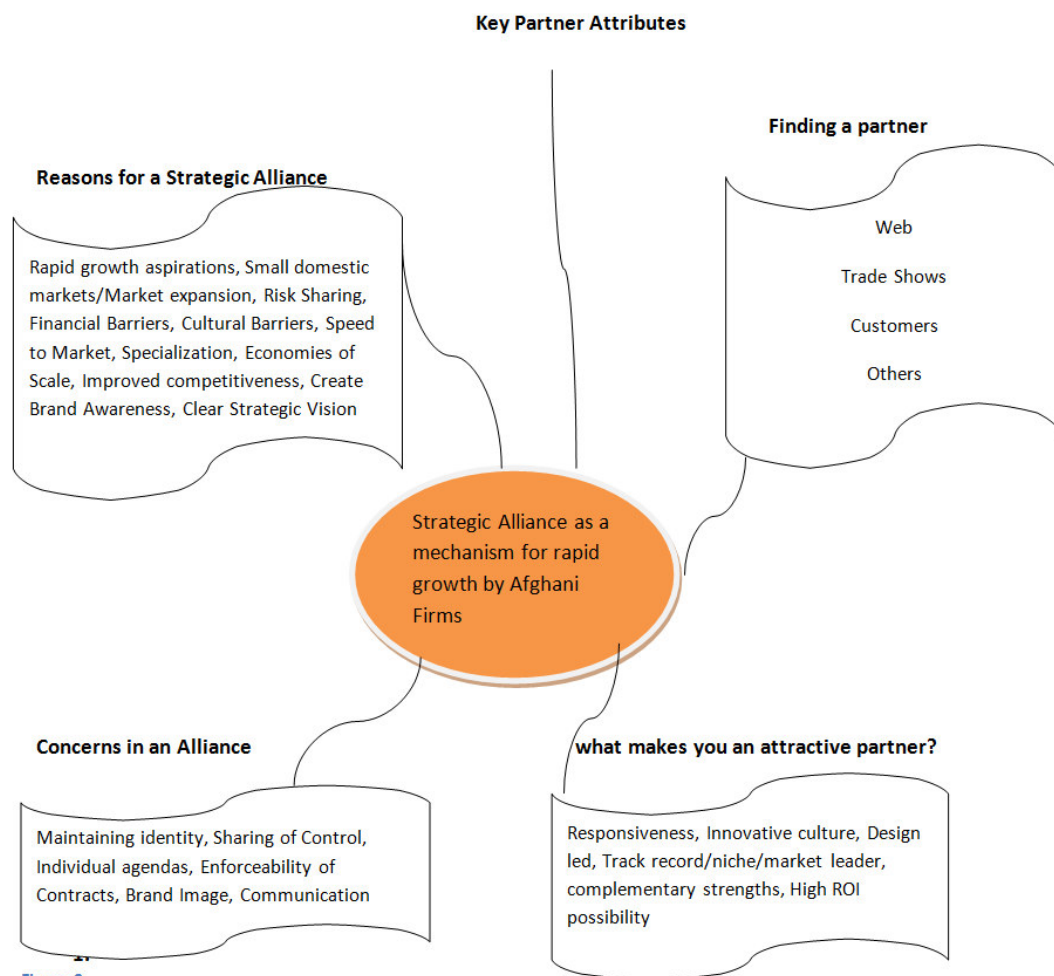 Key Partner Attributes
Finding a partner
Web
Trade Shows
Customers
Others
Reasons for a Strategic Alliance
Rapid growth aspirations, Small domestic
markets/Market expansion, Risk Sharing,
Financial Barriers, Cultural Barriers, Speed
to Market, Specialization, Economies of
Scale, Improved competitiveness, Create
Brand Awareness, Clear Strategic Vision
Strategic Alliance as a
mechanism for rapid
growth by Afghani
Firms
Concerns in an Alliance
Maintaining identity, Sharing of Control,
Individual agendas, Enforceability of
Contracts, Brand Image, Communication
what makes you an attractive partner?
Responsiveness, Innovative culture, Design
led, Track record/niche/market leader,
complementary strengths, High ROI
possibility